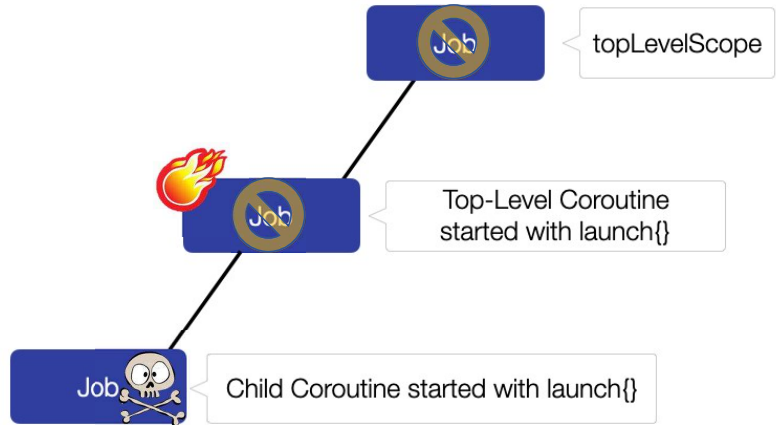 Job
topLevelScope
Job
Top-Level Coroutine
started with launch{}
Job
Child Coroutine started with launch{}